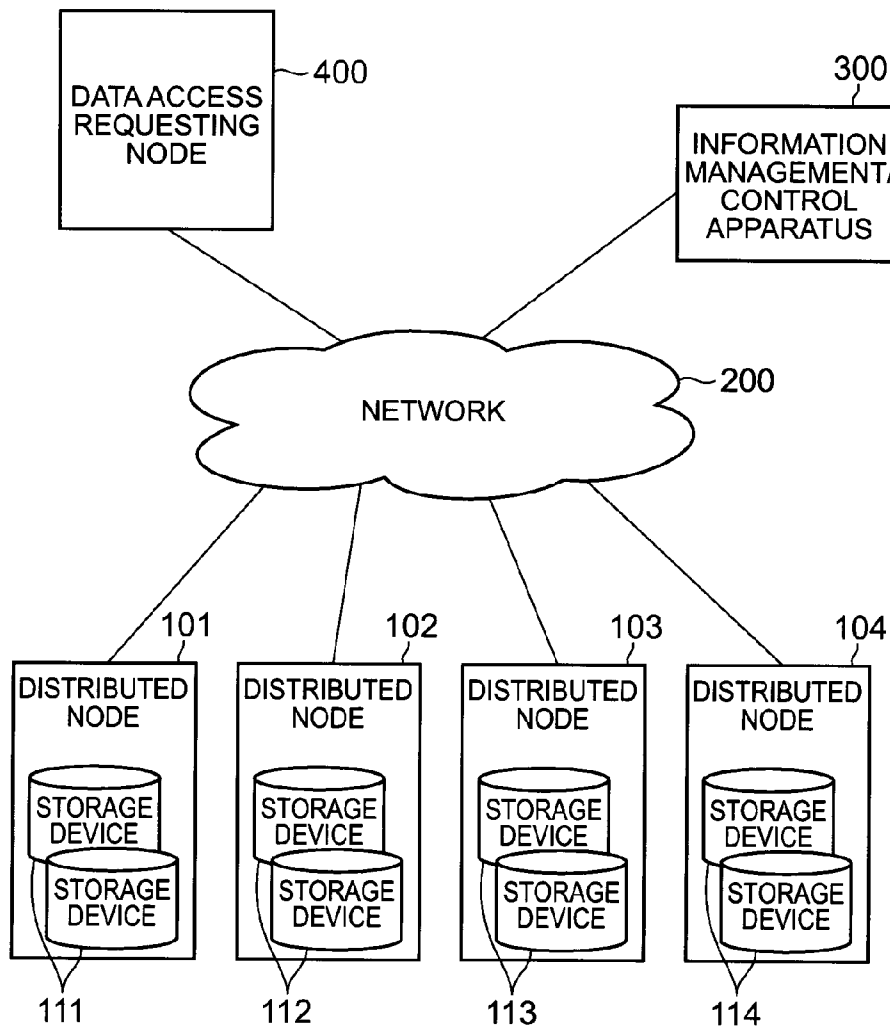 DATA ACCESS
REQUESTING
NODE
400
300
INFORMATION
MANAGEMENT/
CONTROL
APPARATUS
NETWORK
200
101
102
103
104
DISTRIBUTED
NODE
DISTRIBUTED
NODE
DISTRIBUTED
NODE
DISTRIBUTED
NODE
STORAGE
DEVICE
STORAGE
DEVICE
STORAGE
DEVICE
STORAGE
DEVICE
STORAGE
DEVICE
STORAGE
DEVICE
STORAGE
DEVICE
STORAGE
DEVICE
111
112
113
114